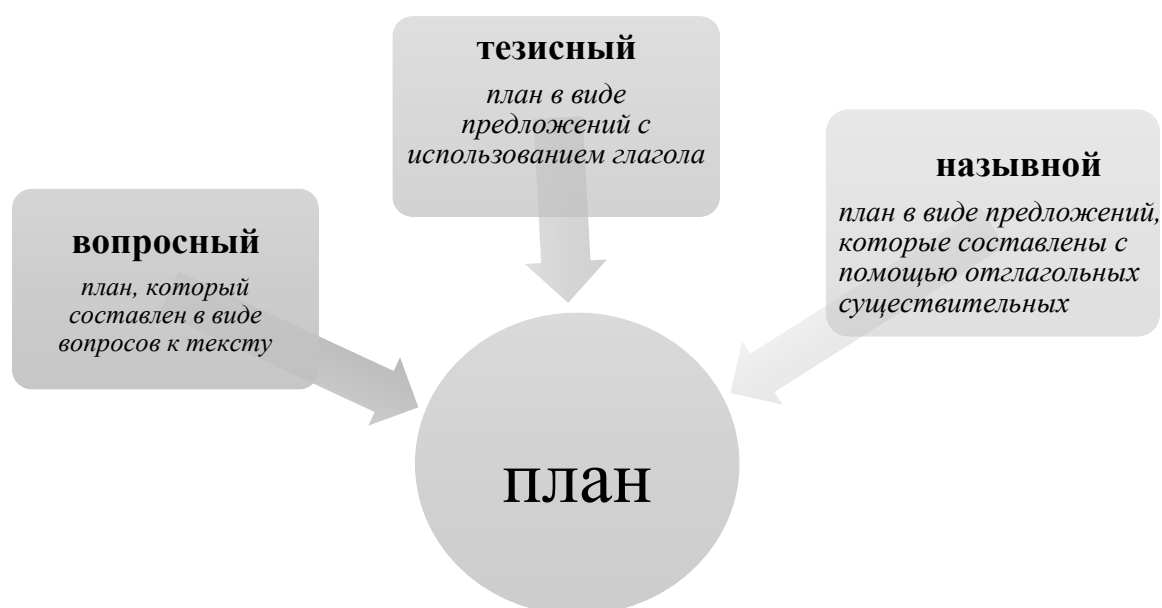 тезисный
план в виде
предложений с
использованием глагола
назывной
план в виде предложений,
которые составлены с
помощью отглагольных
существительных
вопросный
план, который
составлен в виде
вопросов к тексту
план